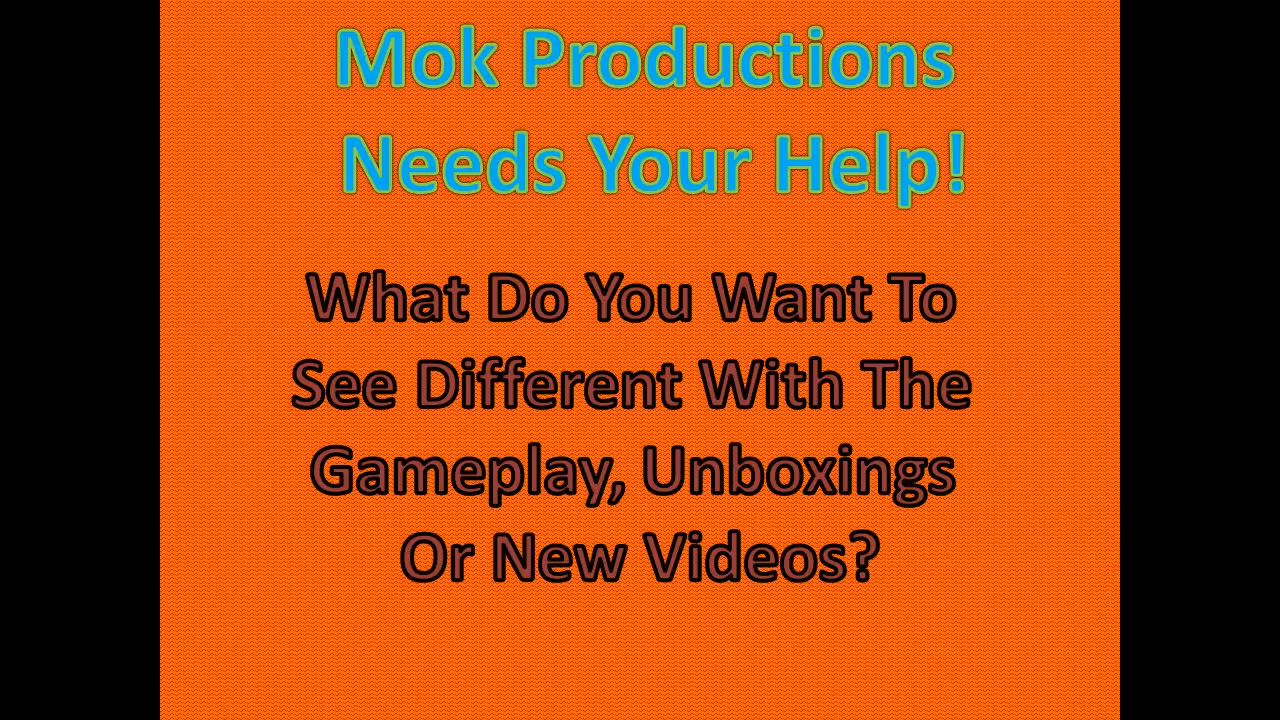 Mok Productions
Needs Your Help!
What Do You Want To
See Different With The
Gameplay, Unboxings
Or New Videos?